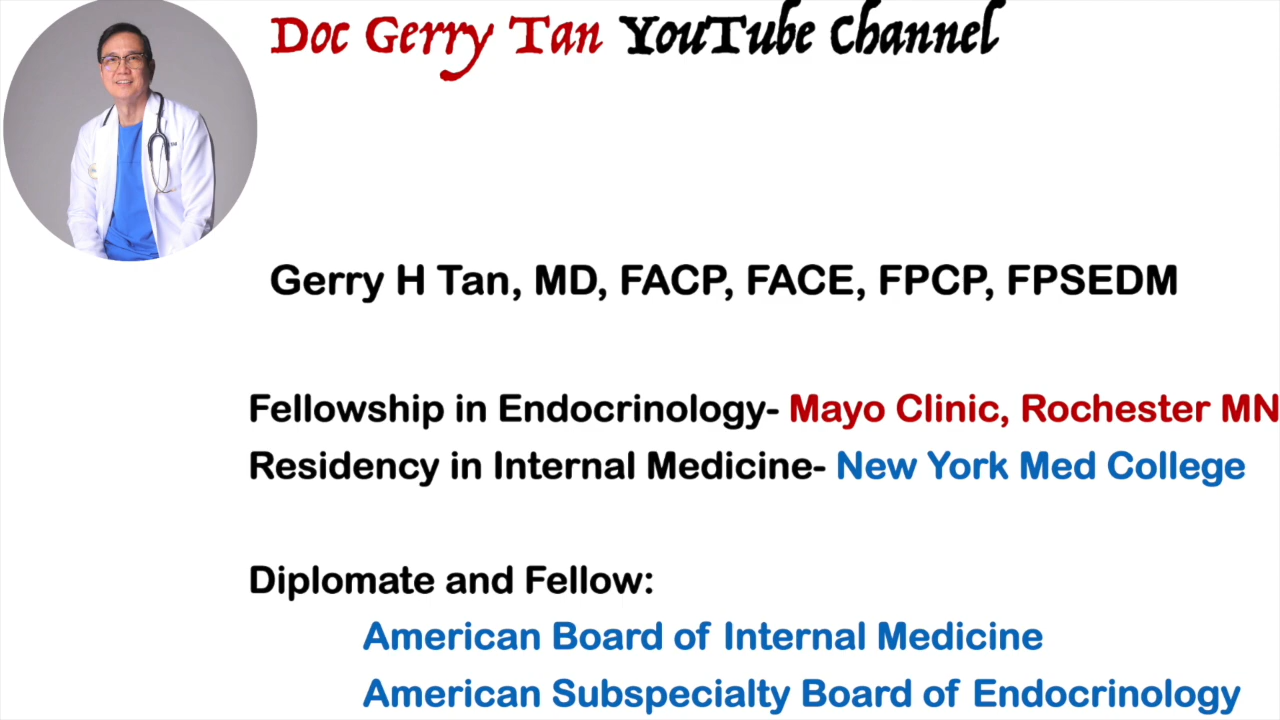 Doc Gerry Tan YouTube Channel
Gerry H Tan, MD, FACP, FACE, FPCP, FPSEDM
Fellowship in Endocrinology- Mayo Clinic, Rochester MN
Residency in Internal Medicine- New York Med College
Diplomate and Fellow:
American Board of Internal Medicine
American Subspecialty Board of Endocrinology